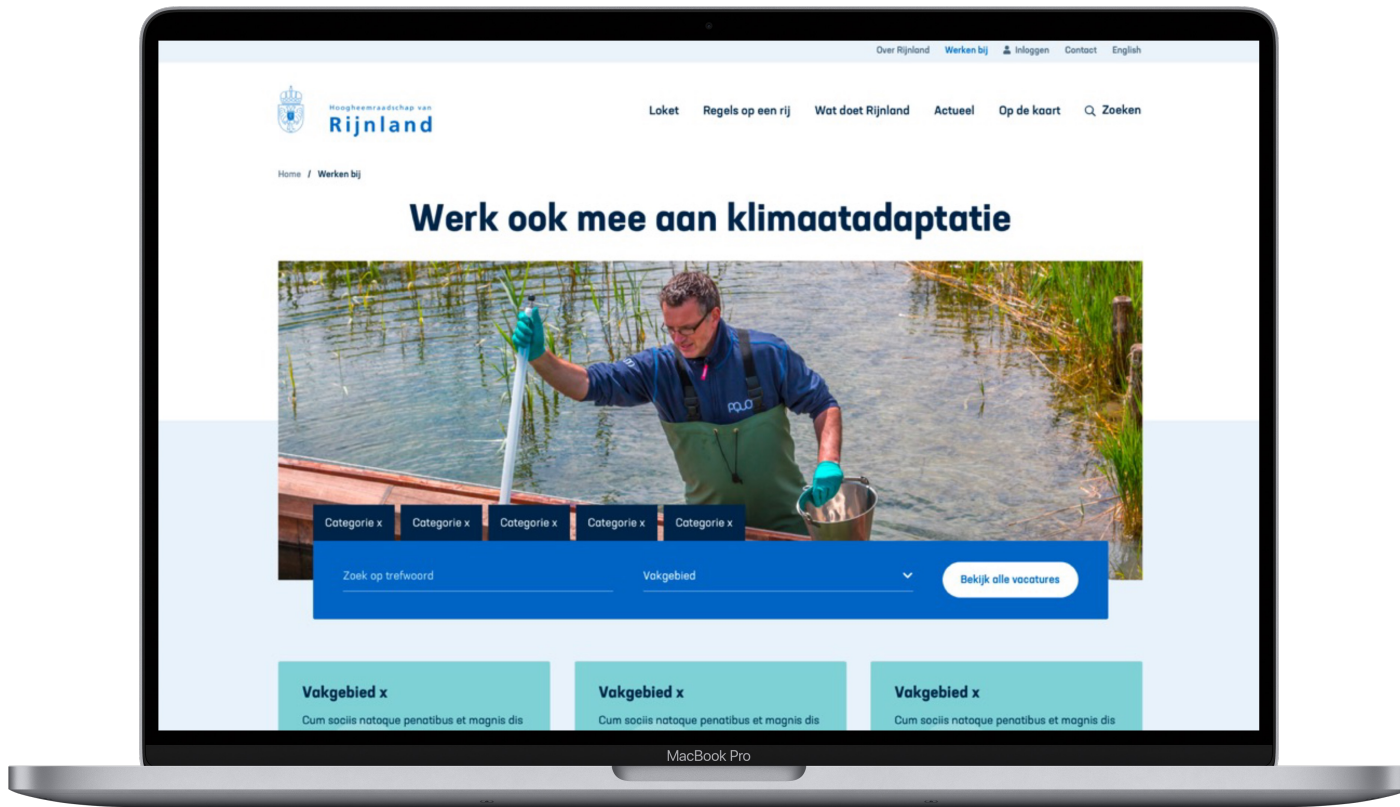 Over Rijnland Werken bij Inloggen Contact English
Hoogheemraadschap van
Rijnland
Loket Regels op een rij Wat doet Rijnland Actueel Op de kaart Zoeken
Home / Werken bij
Werk ook mee aan klimaatadaptatie
AQUO
Categorie x Categorie x Categorie x Categorie x Categorie x
Zoek op trefwoord Vakgebied Bekijk alle vacatures
Vakgebied x Vakgebied x Vakgebied x
Cum sociis natoque penatibus et magnis dis Cum sociis natoque penatibus et magnis dis Cum sociis natoque penatibus et magnis dis
MacBook Pro